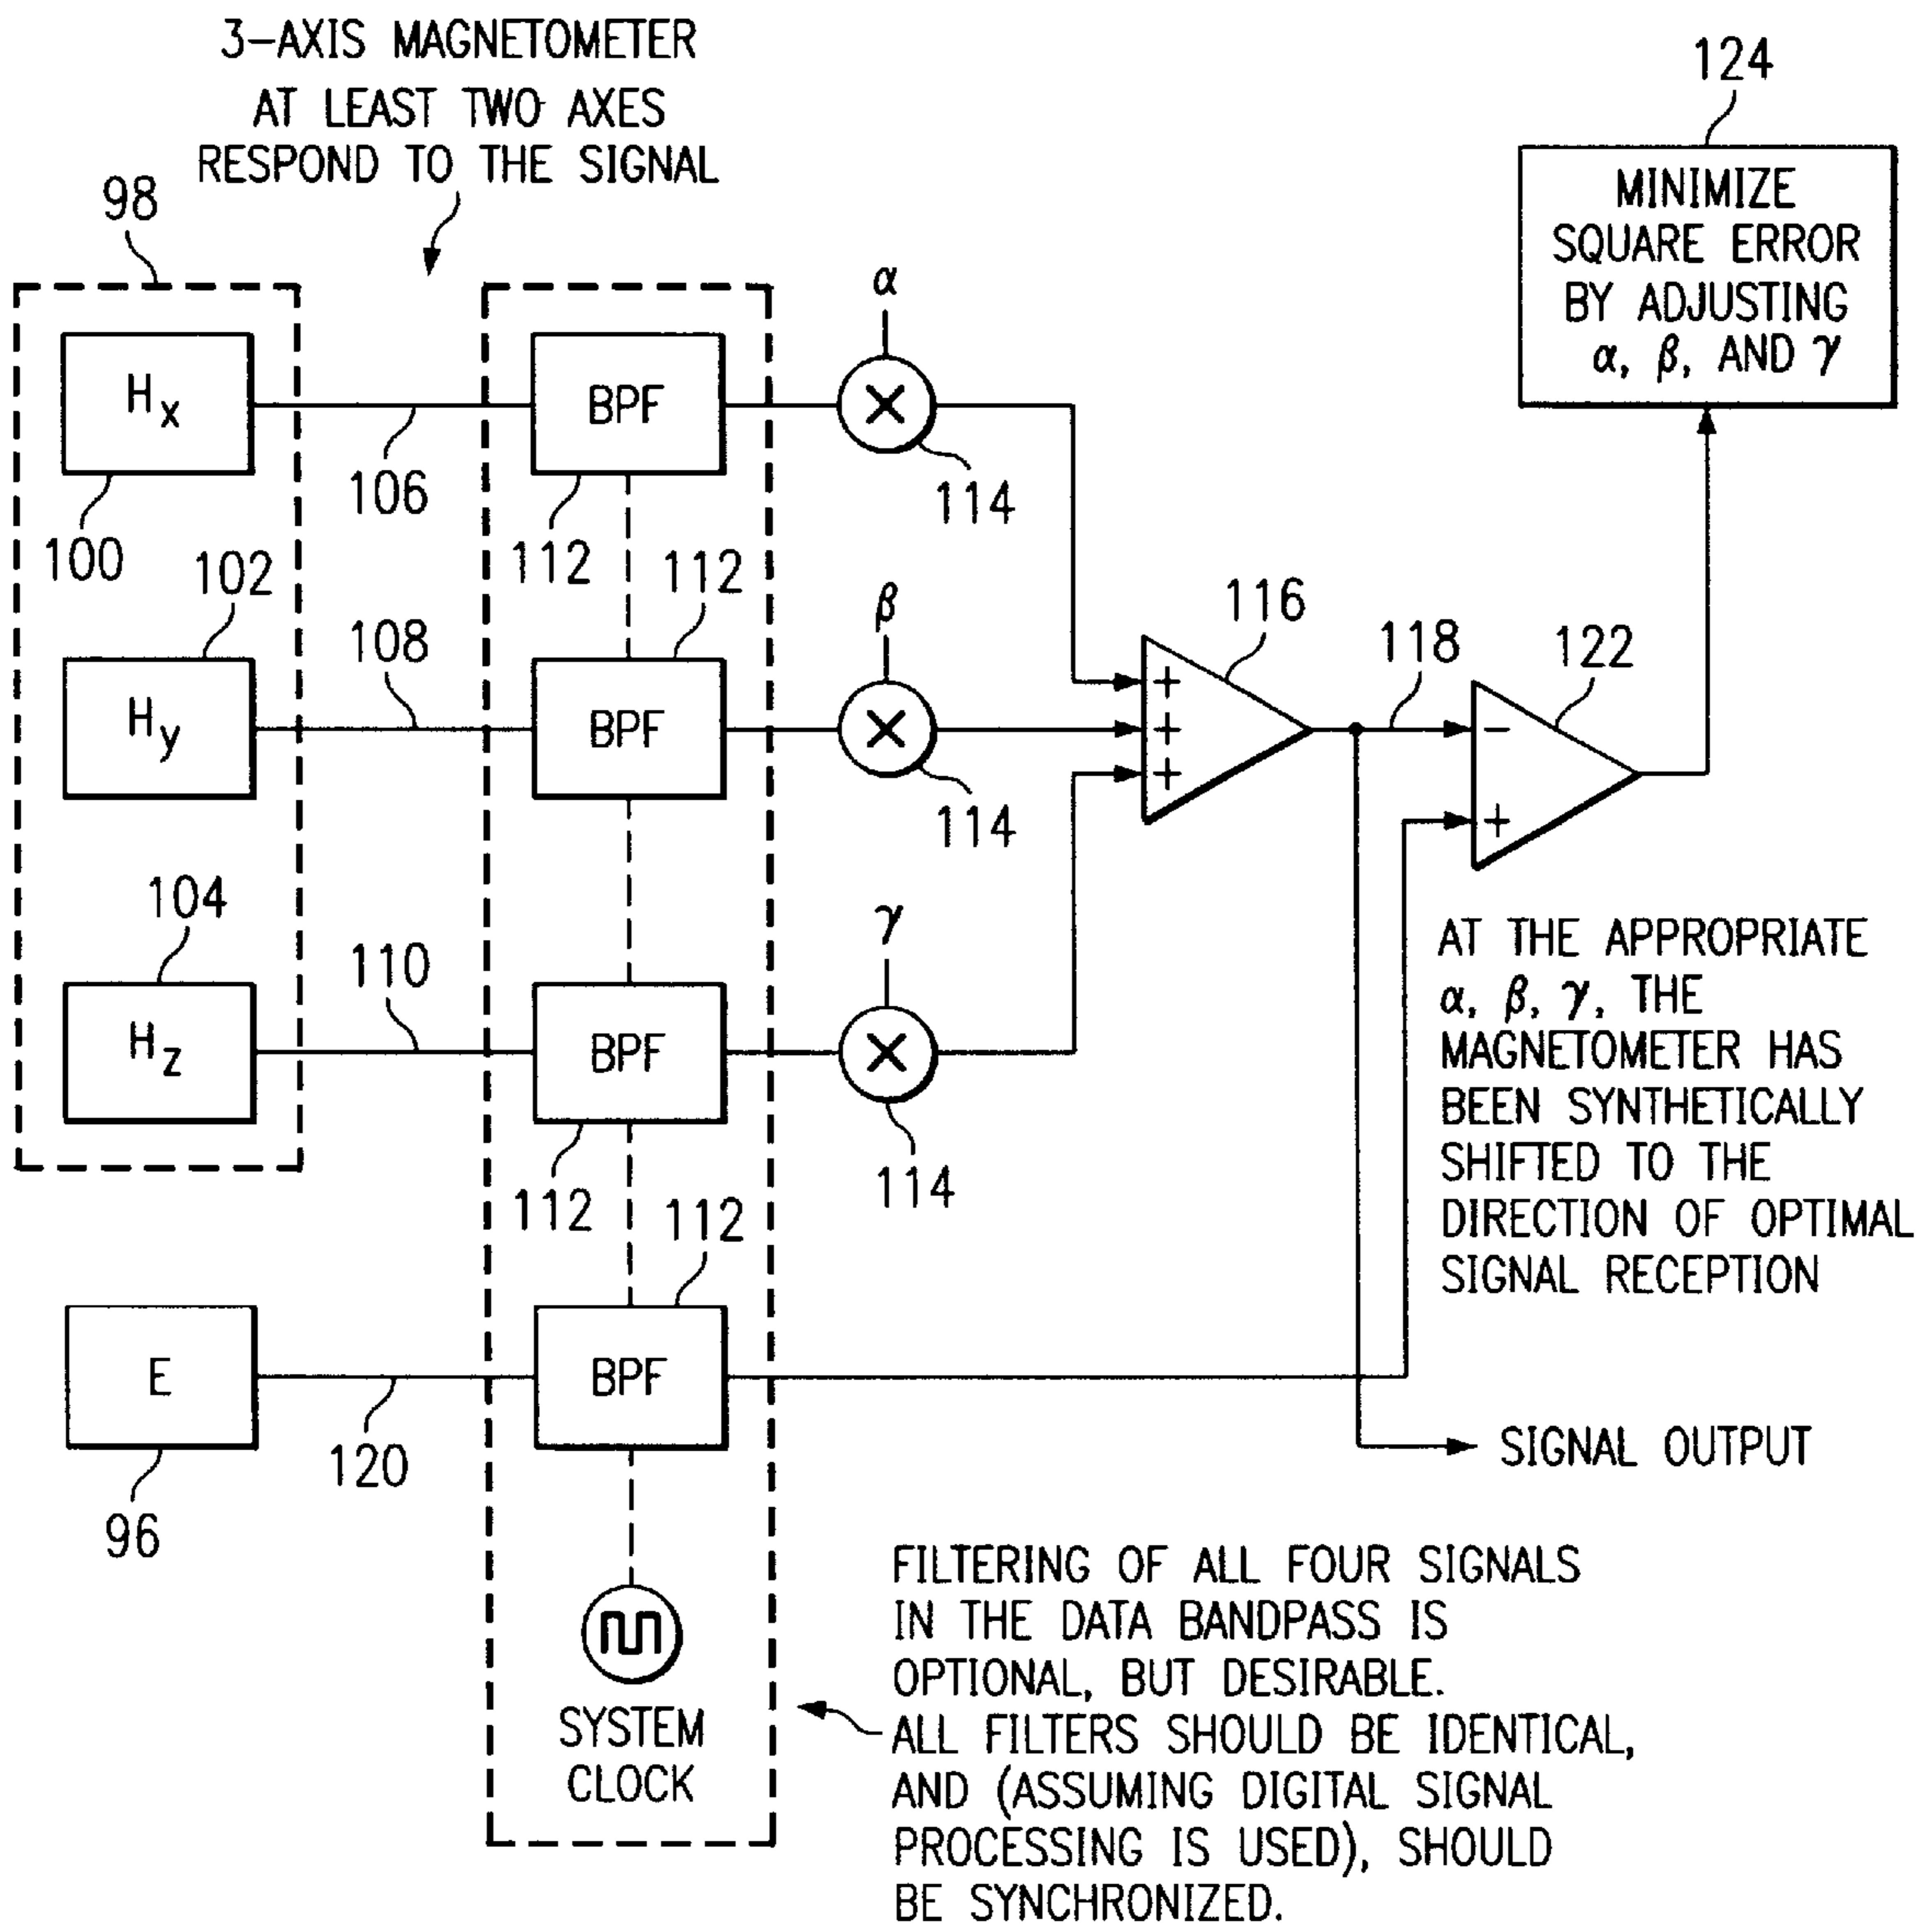 3-AXIS MAGNETOMETER
AT LEAST TWO AXES
RESPOND TO THE SIGNAL
124
MINIMIZE
SQUARE ERROR
BY ADJUSTING
α, β, AND γ
98
α
Hx
BPF
×
106
114
100
112
112
102
β
116
108
118
122
Hy
BPF
×
+
+
+
−
+
114
104
γ
110
Hz
BPF
×
112
112
114
AT THE APPROPRIATE
α, β, γ, THE
MAGNETOMETER HAS
BEEN SYNTHETICALLY
SHIFTED TO THE
DIRECTION OF OPTIMAL
SIGNAL RECEPTION
E
BPF
120
96
SIGNAL OUTPUT
SYSTEM
CLOCK
FILTERING OF ALL FOUR SIGNALS
IN THE DATA BANDPASS IS
OPTIONAL, BUT DESIRABLE.
ALL FILTERS SHOULD BE IDENTICAL,
AND (ASSUMING DIGITAL SIGNAL
PROCESSING IS USED), SHOULD
BE SYNCHRONIZED.